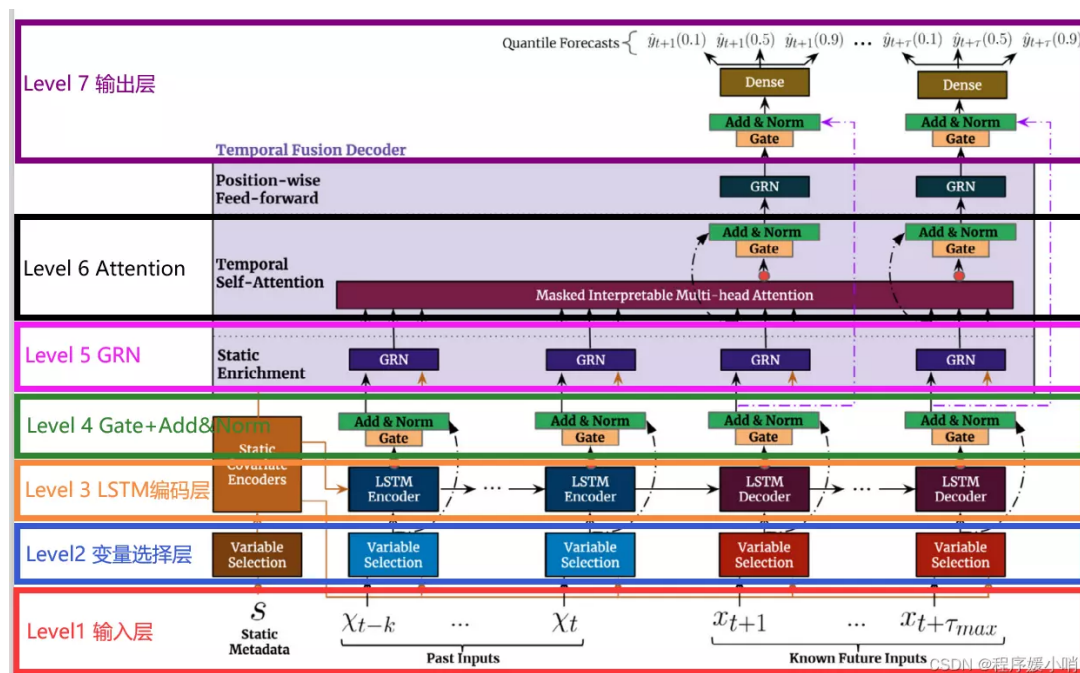 Quantile Forecasts { ŷt+1(0.1) ŷt+1(0.5) ŷt+1(0.9) ... ŷt+τ(0.1) ŷt+τ(0.5) ŷt+τ(0.9)
Level 7 输出层
Dense Dense
Add & Norm Add & Norm
Gate Gate
Temporal Fusion Decoder
Position-wise
Feed-forward
GRN GRN
Add & Norm Add & Norm
Gate Gate
Level 6 Attention
Temporal
Self-Attention
Masked Interpretable Multi-head Attention
Level 5 GRN
Static
Enrichment
GRN GRN GRN GRN
Level 4 Gate+Add&Norm
Add & Norm Add & Norm Add & Norm Add & Norm
Gate Gate Gate Gate
Static
Covariate
Encoders
Level 3 LSTM编码层
LSTM
Encoder
...
LSTM
Encoder
LSTM
Decoder
...
LSTM
Decoder
Level2 变量选择层
Variable
Selection
Variable
Selection
Variable
Selection
Variable
Selection
Variable
Selection
Level1 输入层
s
Static
Metadata
χt−k ... χt
Past Inputs
xt+1 ... xt+τmax
Known Future Inputs
CSDN @程序媛小哨